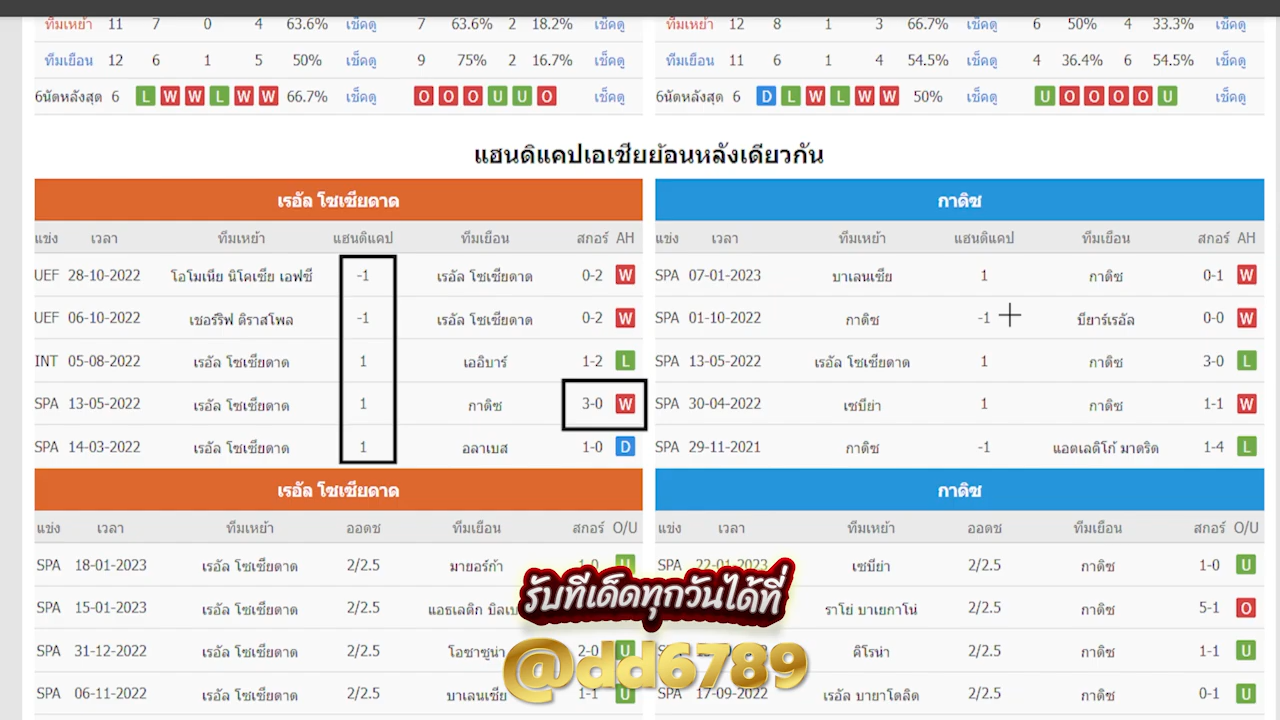 ทีมเหย้า 11 7 0 4 63.6% เช็คดู 7 63.6% 2 18.2% เช็คดู
ทีมเหย้า 12 8 1 3 66.7% เช็คดู 6 50% 4 33.3% เช็คดู
ทีมเยือน 12 6 1 5 50% เช็คดู 9 75% 2 16.7% เช็คดู
ทีมเยือน 11 6 1 4 54.5% เช็คดู 4 36.4% 6 54.5% เช็คดู
6นัดหลังสุด 6 L W W L W W 66.7% เช็คดู O O O U U O เช็คดู
6นัดหลังสุด 6 D L W L W W 50% เช็คดู U O O O O U เช็คดู
แฮนดิแคปเอเชียย้อนหลังเดียวกัน
เรอัล โซเซียดาด
แข่ง เวลา ทีมเหย้า แฮนดิแคป ทีมเยือน สกอร์ AH
UEF 28-10-2022 โอโมเนีย นิโคเซีย เอฟซี -1 เรอัล โซเซียดาด 0-2 W
UEF 06-10-2022 เชอร์ริฟ ติราสโพล -1 เรอัล โซเซียดาด 0-2 W
INT 05-08-2022 เรอัล โซเซียดาด 1 เออิบาร์ 1-2 L
SPA 13-05-2022 เรอัล โซเซียดาด 1 กาดิซ 3-0 W
SPA 14-03-2022 เรอัล โซเซียดาด 1 อลาเบส 1-0 D
กาดิซ
แข่ง เวลา ทีมเหย้า แฮนดิแคป ทีมเยือน สกอร์ AH
SPA 07-01-2023 บาเลนเซีย 1 กาดิซ 0-1 W
SPA 01-10-2022 กาดิซ -1 บียาร์เรอัล 0-0 W
SPA 13-05-2022 เรอัล โซเซียดาด 1 กาดิซ 3-0 L
SPA 30-04-2022 เซบีย่า 1 กาดิซ 1-1 W
SPA 29-11-2021 กาดิซ -1 แอตเลติโก้ มาดริด 1-4 L
เรอัล โซเซียดาด
แข่ง เวลา ทีมเหย้า ออดซ ทีมเยือน สกอร์ O/U
SPA 18-01-2023 เรอัล โซเซียดาด 2/2.5 มายอร์ก้า 1-0 U
SPA 15-01-2023 เรอัล โซเซียดาด 2/2.5 แอธเลติก
SPA 31-12-2022 เรอัล โซเซียดาด 2/2.5 โอซาซูน่า 2-0 U
SPA 06-11-2022 เรอัล โซเซียดาด 2/2.5 บาเลนเซีย 1-1 U
กาดิซ
แข่ง เวลา ทีมเหย้า ออดซ ทีมเยือน สกอร์ O/U
SPA 22-01-2023 เซบีย่า 2/2.5 กาดิซ 1-0 U
ราโย่ บาเยกาโน่ 2/2.5 กาดิซ 5-1 O
คิโรน่า 2/2.5 กาดิซ 1-1 U
SPA 17-09-2022 เรอัล บายาโดลิด 2/2.5 กาดิซ 0-1 U
รับทีเด็ดทุกวันได้ที่
@dd6789